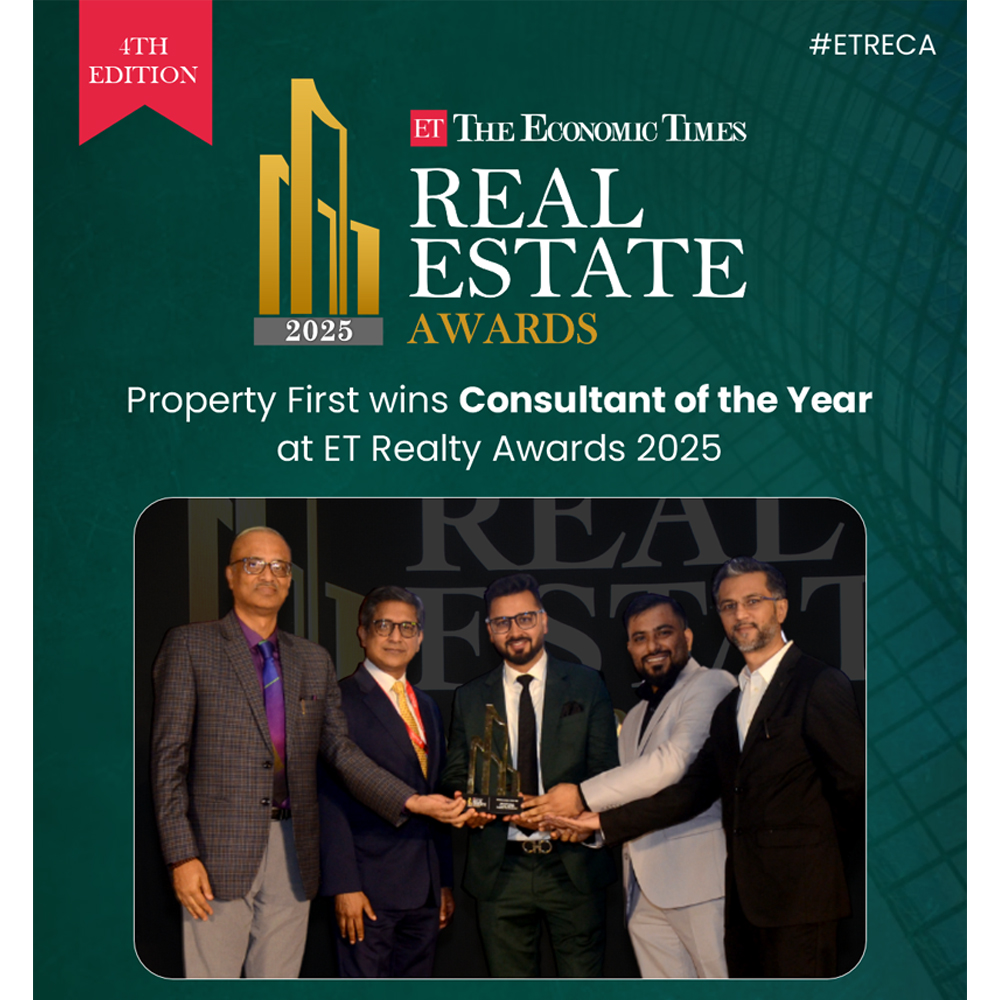 4TH
EDITION
#ETRECA
ET THE ECONOMIC TIMES
REAL
ESTATE
AWARDS
2025
Property First wins Consultant of the Year
at ET Realty Awards 2025
REAL
ESTAT